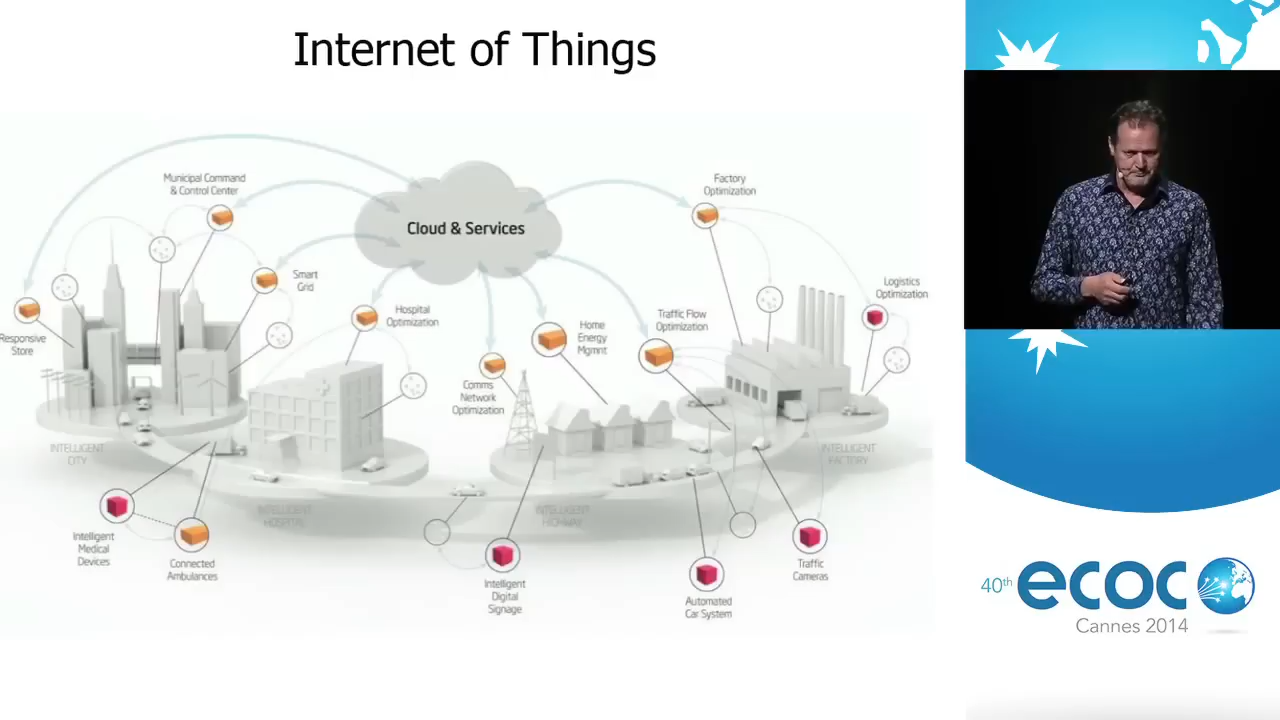 Internet of Things
Municipal Command
& Control Center
Cloud & Services
Factory
Optimization
Smart
Grid
Logistics
Optimization
Hospital
Optimization
Traffic Flow
Optimization
Home
Energy
Mgmnt
Responsive
Store
Comms
Network
Optimization
INTELLIGENT
CITY
INTELLIGENT
FACTORY
INTELLIGENT
HOSPITAL
INTELLIGENT
HIGHWAY
Intelligent
Medical
Devices
Connected
Ambulances
Intelligent
Digital
Signage
Automated
Car System
Traffic
Cameras
40th ecoc
Cannes 2014